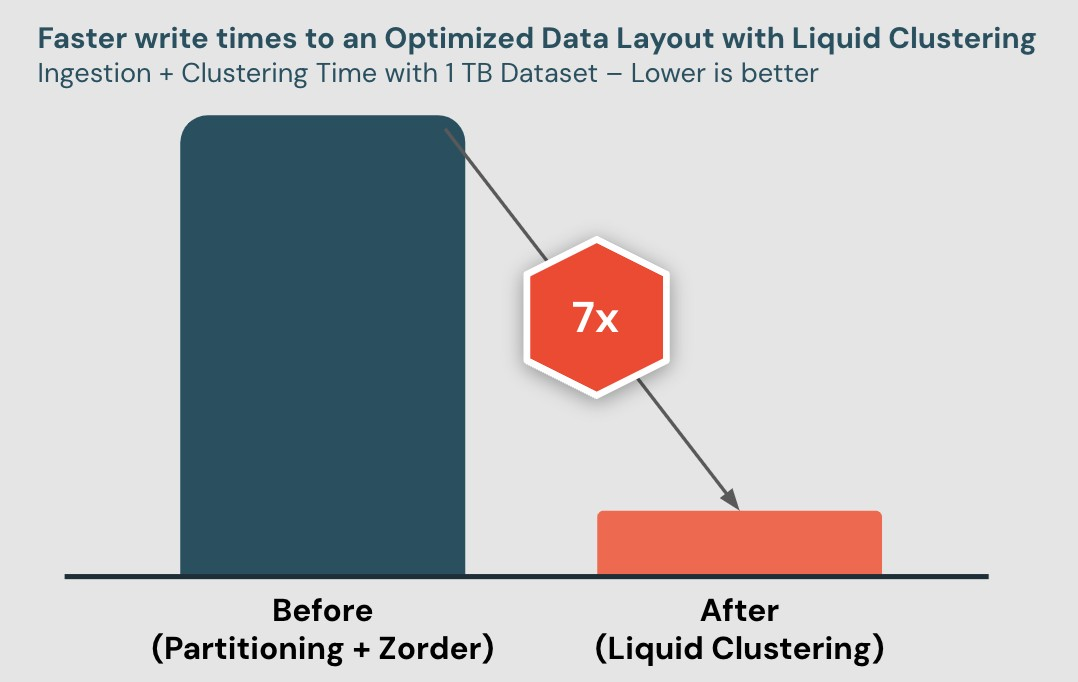 Faster write times to an Optimized Data Layout with Liquid Clustering
Ingestion + Clustering Time with 1 TB Dataset – Lower is better
7x
Before
(Partitioning + Zorder)
After
(Liquid Clustering)